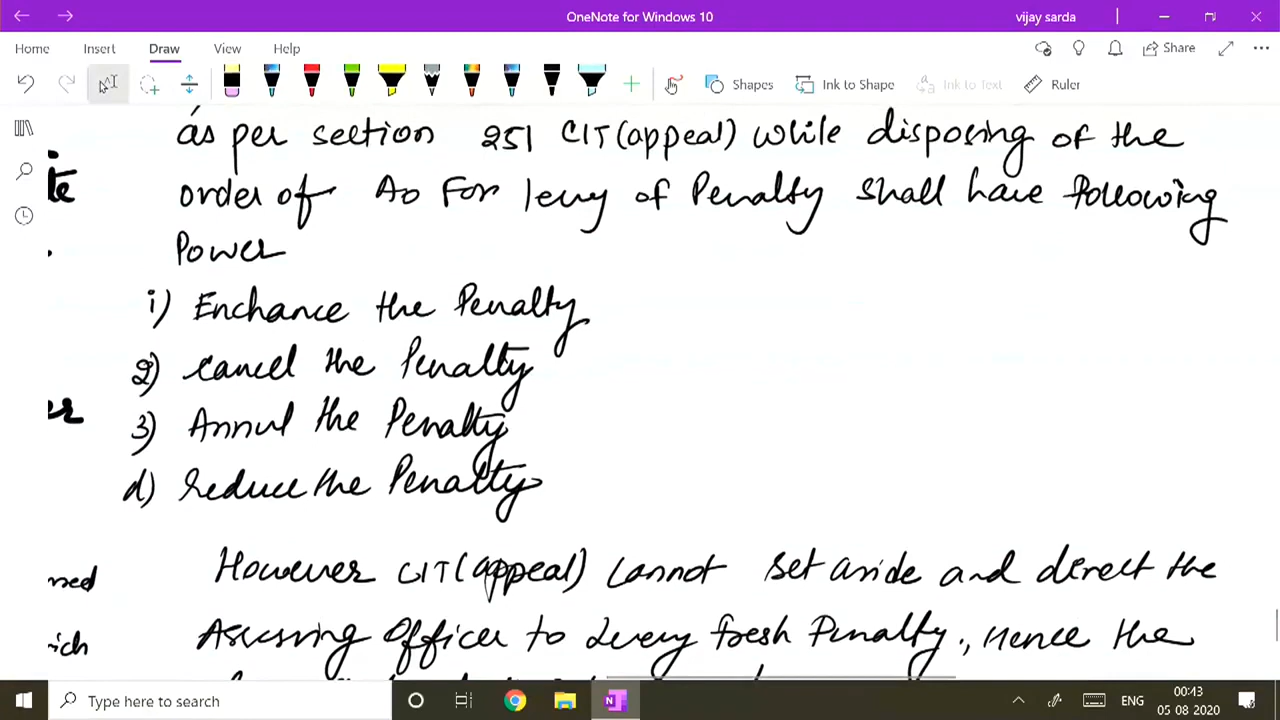 OneNote for Windows 10
vijay sarda
Home Insert Draw View Help
Share
Shapes Ink to Shape Ink to Text Ruler
as per section 251 CIT(appeal) while disposing of the
te order of AO For levy of Penalty shall have following
Power
i) Enchance the Penalty
2) cancel the Penalty
er 3) Annul the Penalty
d) reduce the Penalty
sed However CIT(appeal) cannot set aside and direct the
ich Assessing officer to levy fresh Penalty., Hence the
Type here to search
ENG
00:43
05-08-2020